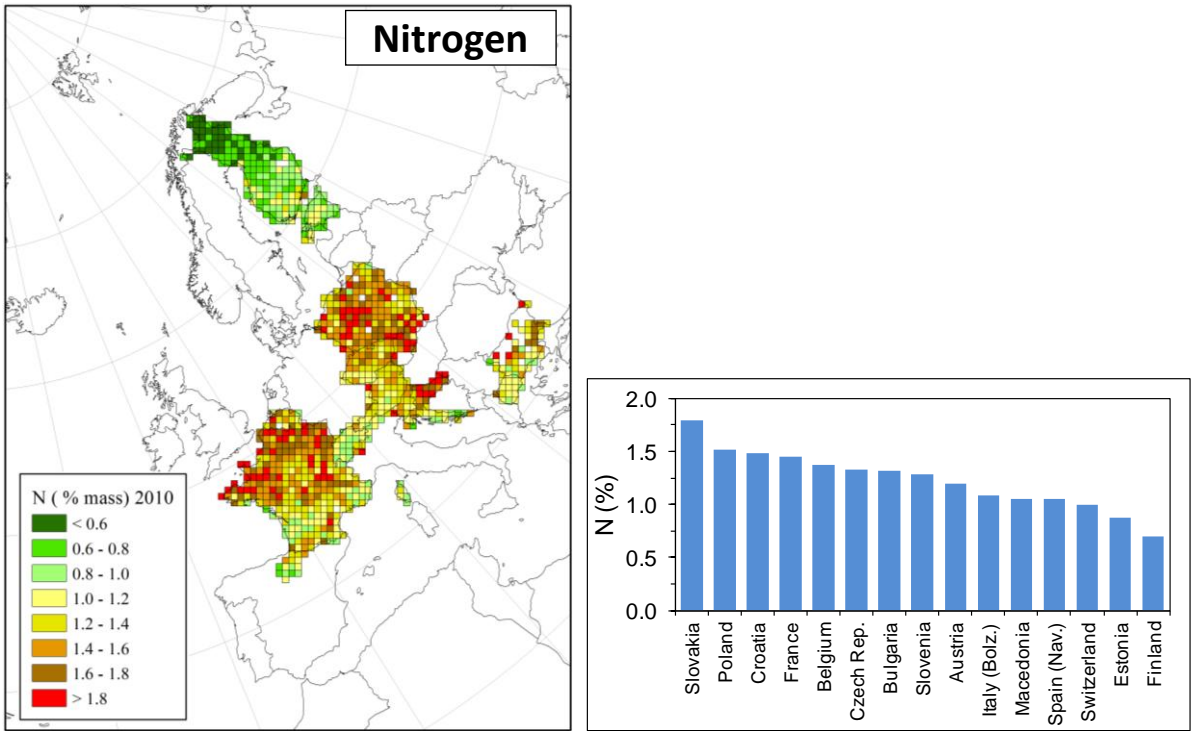 Nitrogen
N ( % mass) 2010
< 0.6
0.6 - 0.8
0.8 - 1.0
1.0 - 1.2
1.2 - 1.4
1.4 - 1.6
1.6 - 1.8
> 1.8
N (%)
2.0
1.5
1.0
0.5
0.0
Slovakia
Poland
Croatia
France
Belgium
Czech Rep.
Bulgaria
Slovenia
Austria
Italy (Bolz.)
Macedonia
Spain (Nav.)
Switzerland
Estonia
Finland